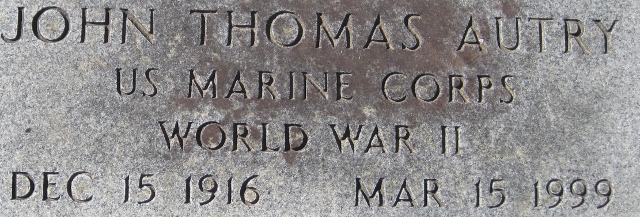 JOHN THOMAS AUTRY
US MARINE CORPS
WORLD WAR II
DEC 15 1916 MAR 15 1999